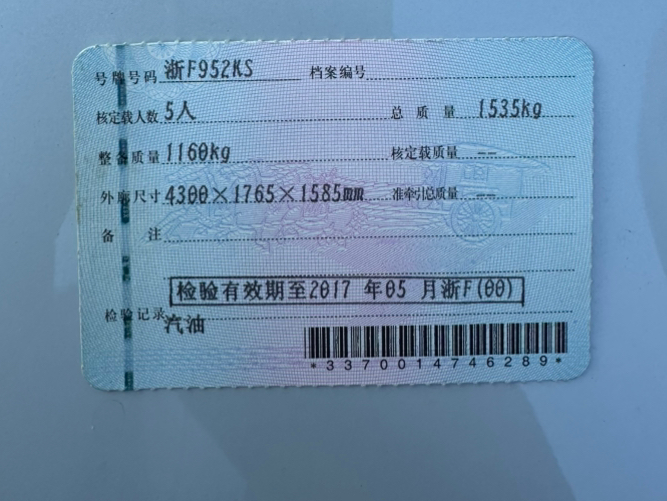 号牌号码 浙F952KS 档案编号
核定载人数 5人 总质量 1535kg
整备质量 1160kg 核定载质量 --
外廓尺寸 4300×1765×1585mm 准牵引总质量 --
备注
检验有效期至2017 年05 月浙F(00)
检验记录
汽油
*3370014746289*